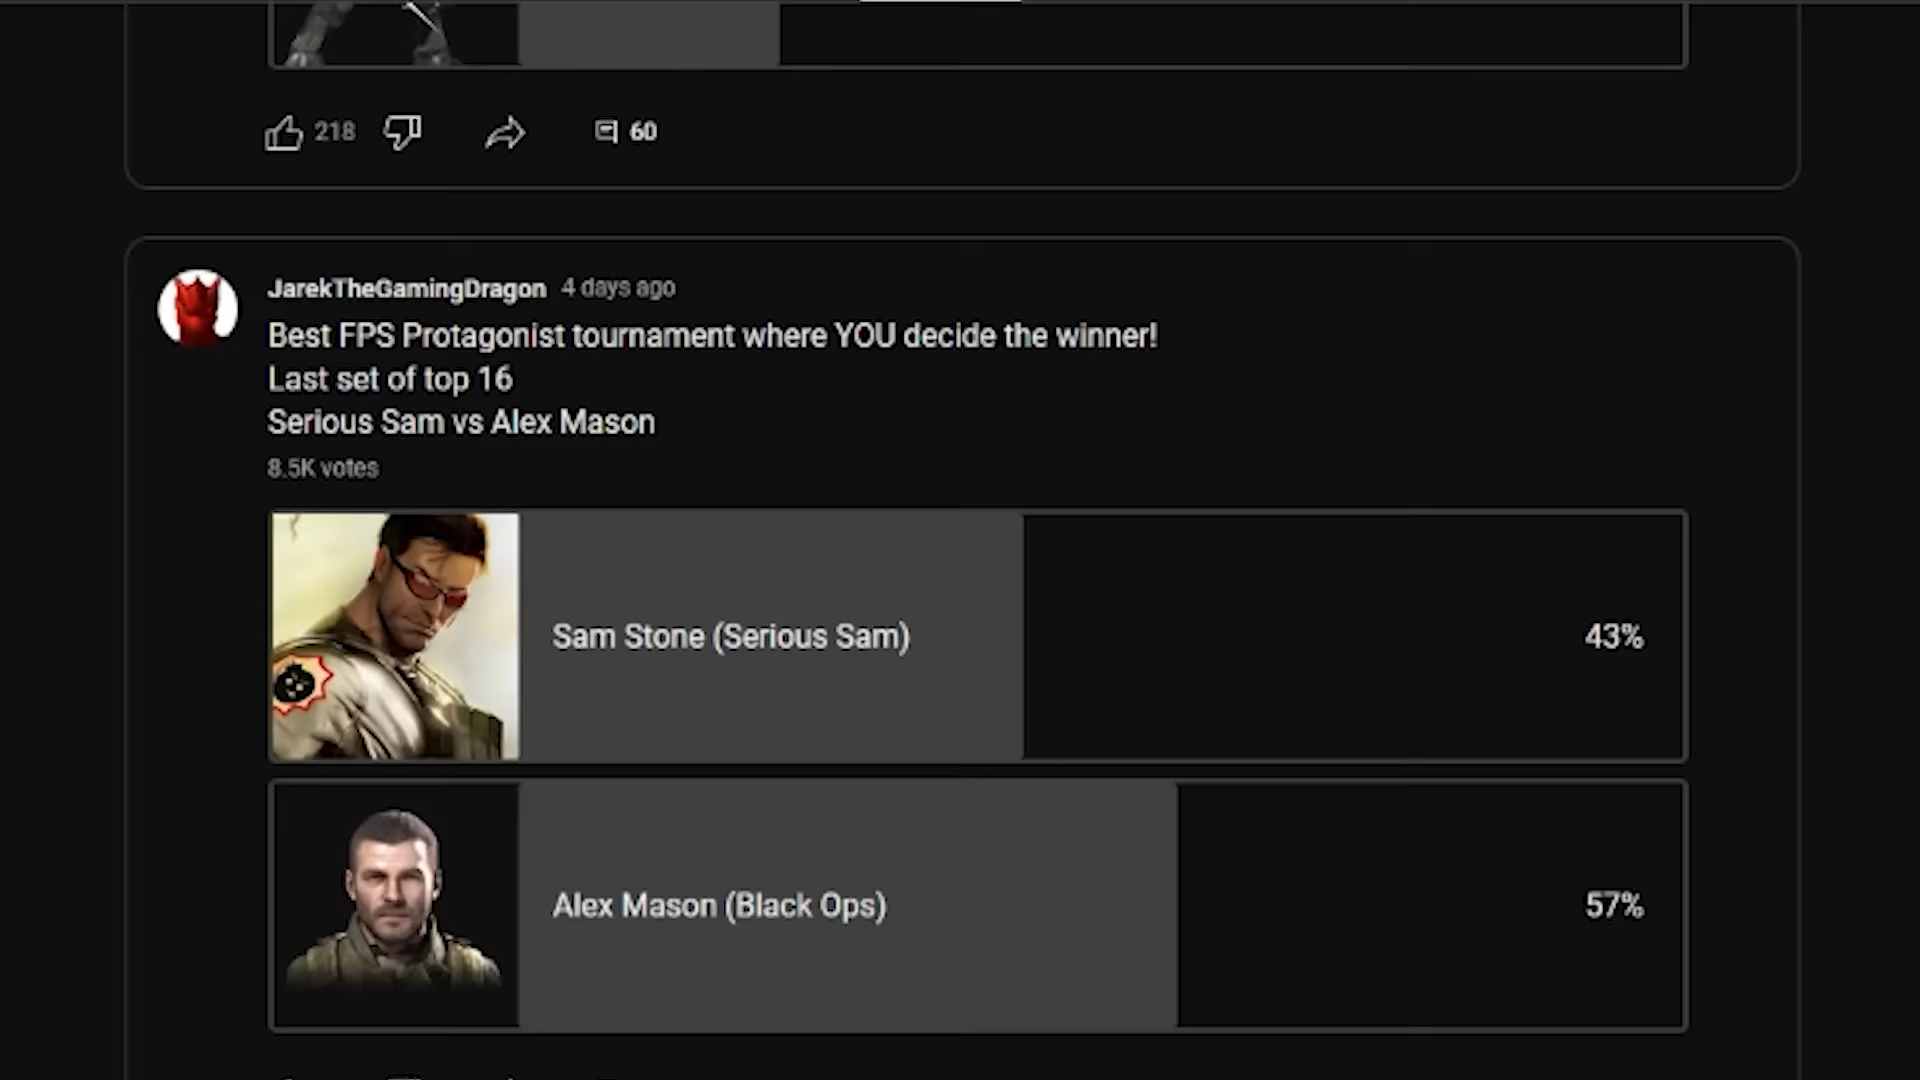 218
60
JarekTheGamingDragon 4 days ago
Best FPS Protagonist tournament where YOU decide the winner!
Last set of top 16
Serious Sam vs Alex Mason
8.5K votes
Sam Stone (Serious Sam)
43%
Alex Mason (Black Ops)
57%